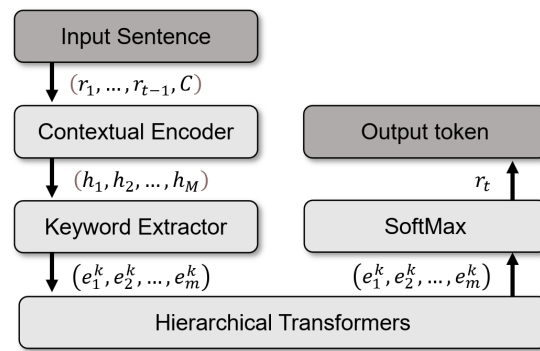 Input Sentence
(r₁, …, rₜ₋₁, C)
Contextual Encoder
(h₁, h₂, …, h_M)
Keyword Extractor
(e₁ᵏ, e₂ᵏ, …, eₘᵏ)
Output token
rₜ
SoftMax
(e₁ᵏ, e₂ᵏ, …, eₘᵏ)
Hierarchical Transformers